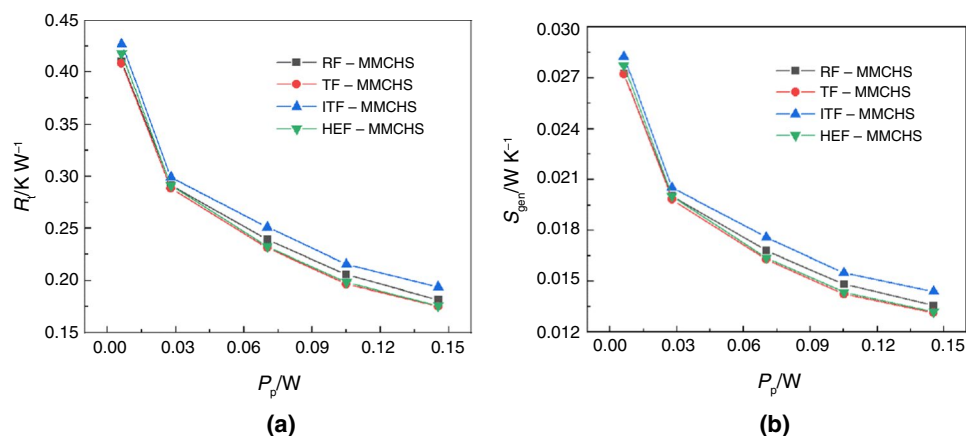 0.45
0.40
0.35
0.30
0.25
0.20
0.15
Rt/K W⁻¹
RF – MMCHS
TF – MMCHS
ITF – MMCHS
HEF – MMCHS
0.00 0.03 0.06 0.09 0.12 0.15
Pp/W
(a)
0.030
0.027
0.024
0.021
0.018
0.015
0.012
Sgen/W K⁻¹
RF – MMCHS
TF – MMCHS
ITF – MMCHS
HEF – MMCHS
0.00 0.03 0.06 0.09 0.12 0.15
Pp/W
(b)